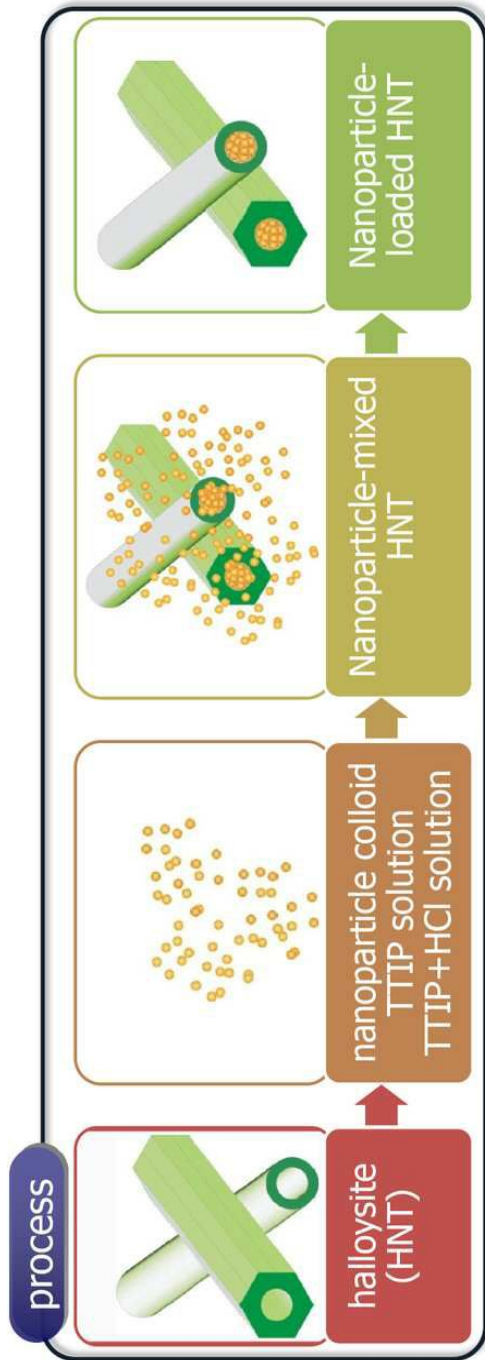 process
halloysite
(HNT)
nanoparticle colloid
TTIP solution
TTIP+HCl solution
Nanoparticle-mixed
HNT
Nanoparticle-
loaded HNT